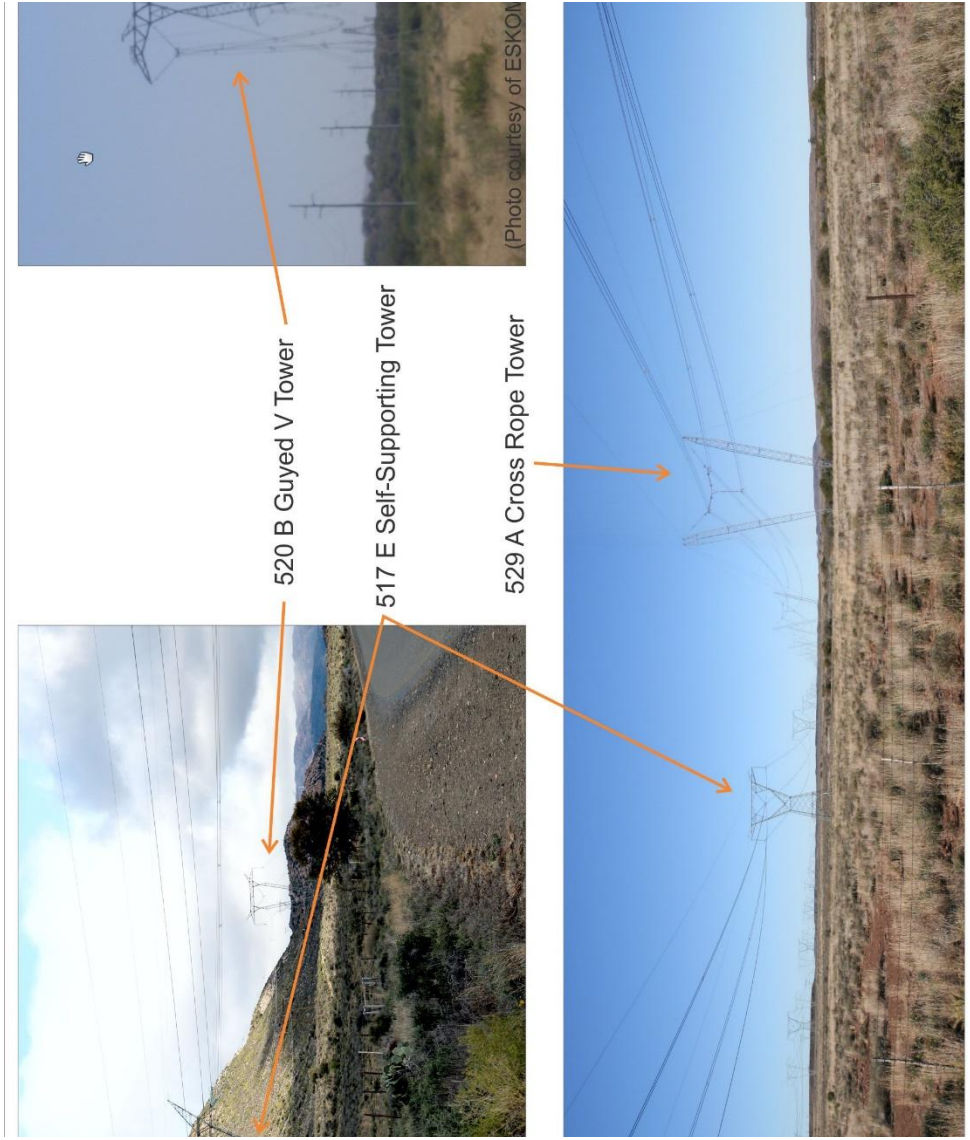 520 B Guyed V Tower
517 E Self-Supporting Tower
529 A Cross Rope Tower
(Photo courtesy of ESKOM